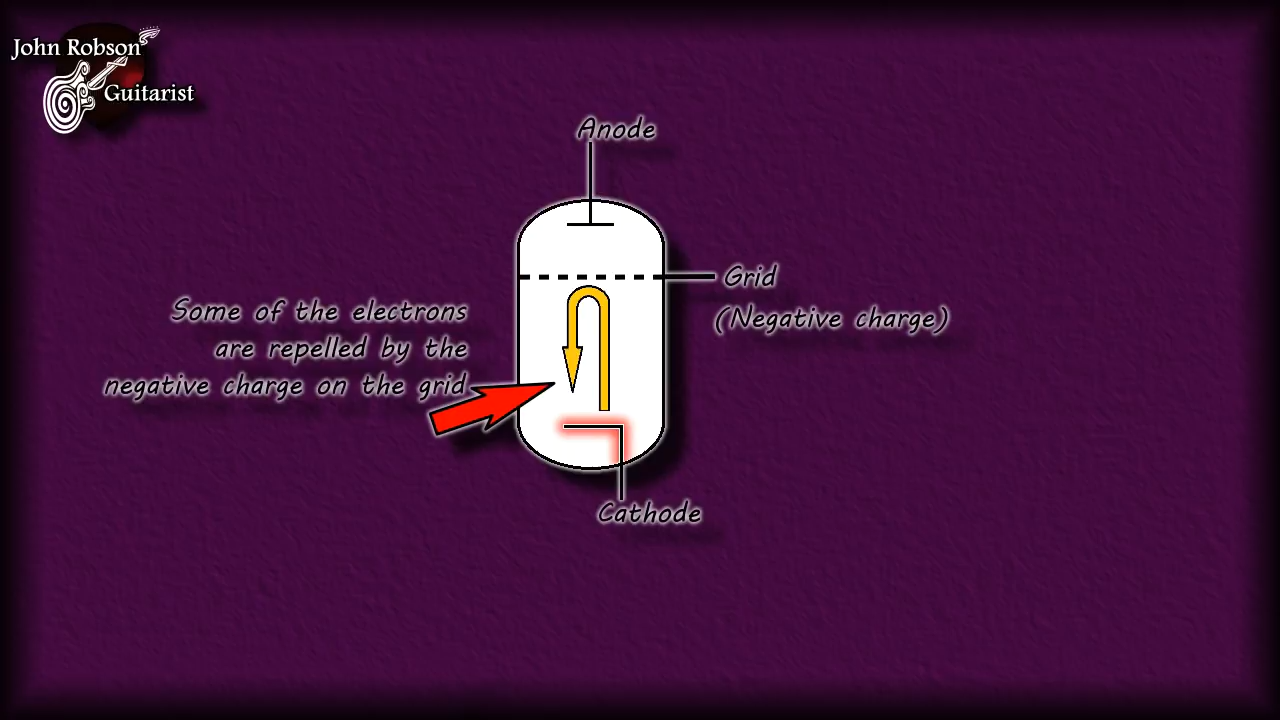 John Robson
Guitarist
Anode
Grid
(Negative charge)
Some of the electrons
are repelled by the
negative charge on the grid
Cathode